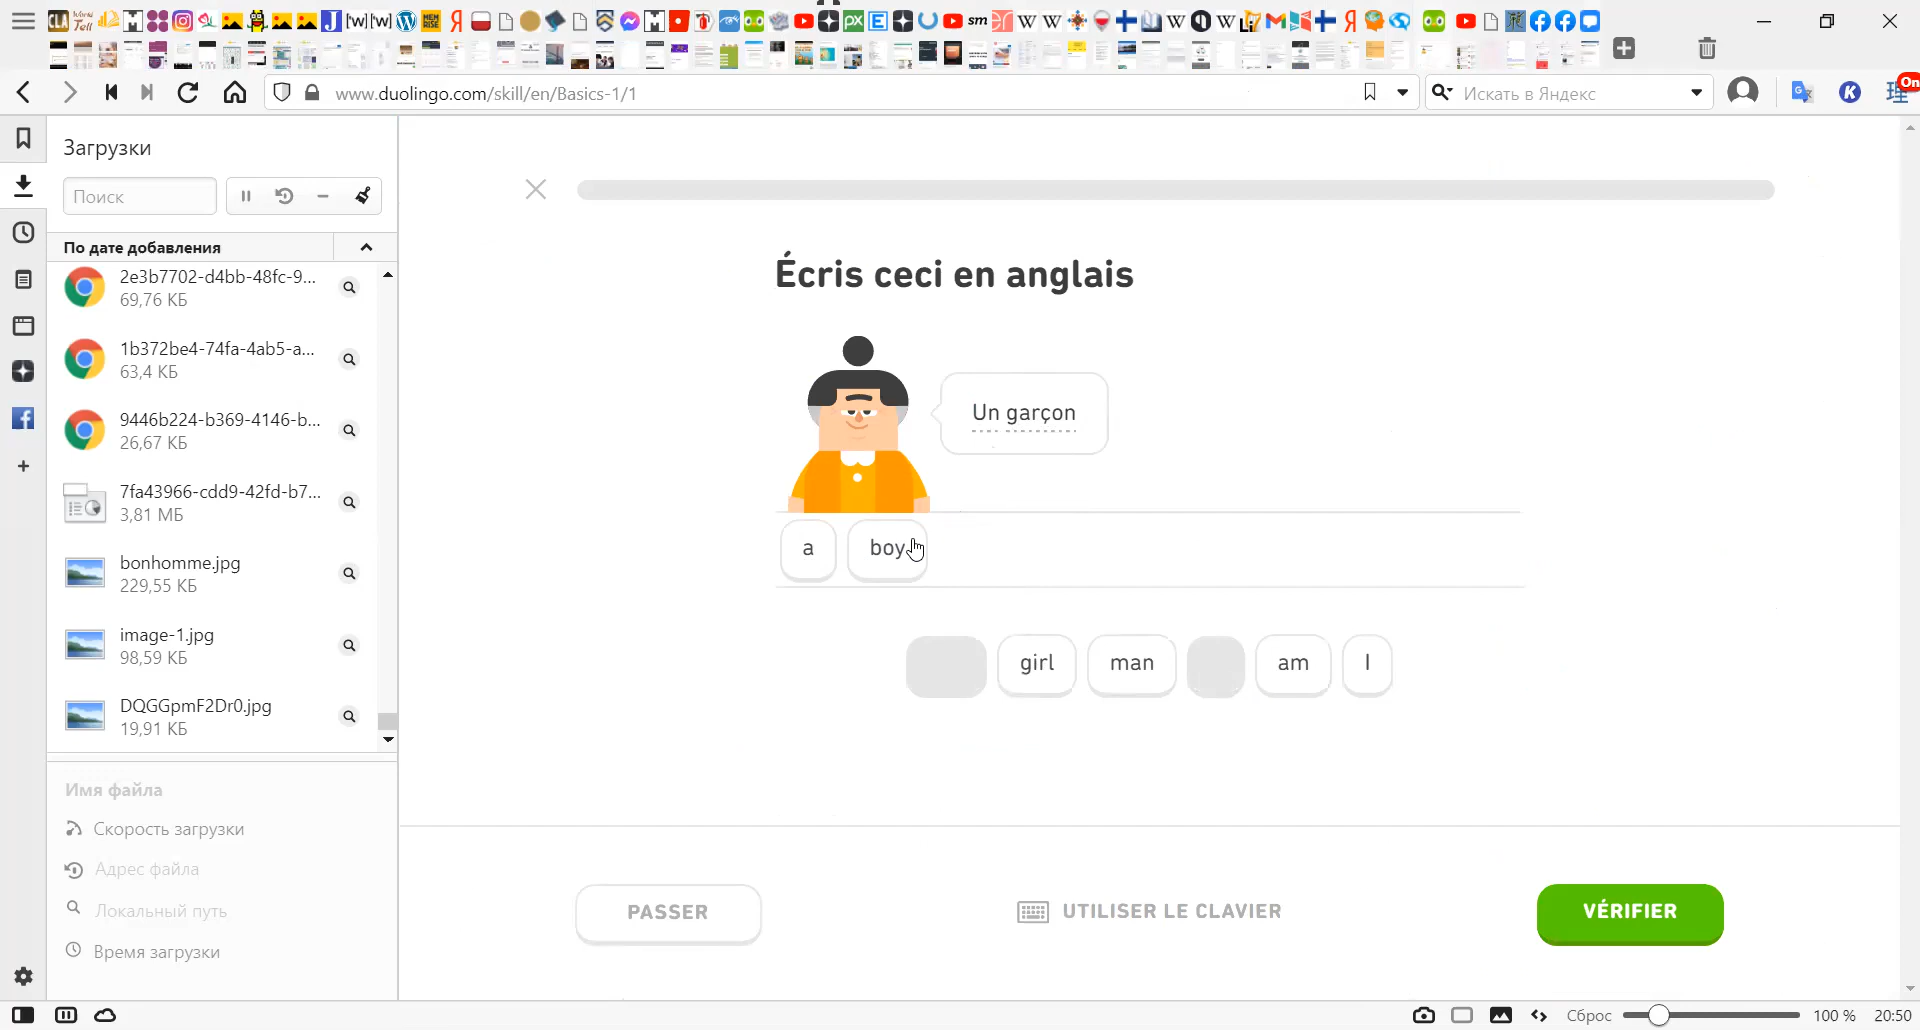 www.duolingo.com/skill/en/Basics-1/1
Искать в Яндекс
On
Загрузки
Поиск
По дате добавления
2e3b7702-d4bb-48fc-9...
69,76 КБ
1b372be4-74fa-4ab5-a...
63,4 КБ
9446b224-b369-4146-b...
26,67 КБ
7fa43966-cdd9-42fd-b7...
3,81 МБ
bonhomme.jpg
229,55 КБ
image-1.jpg
98,59 КБ
DQGGpmF2Dr0.jpg
19,91 КБ
Имя файла
Скорость загрузки
Адрес файла
Локальный путь
Время загрузки
Écris ceci en anglais
Un garçon
a boy
girl man am I
PASSER
UTILISER LE CLAVIER
VÉRIFIER
Сброс 100 % 20:50